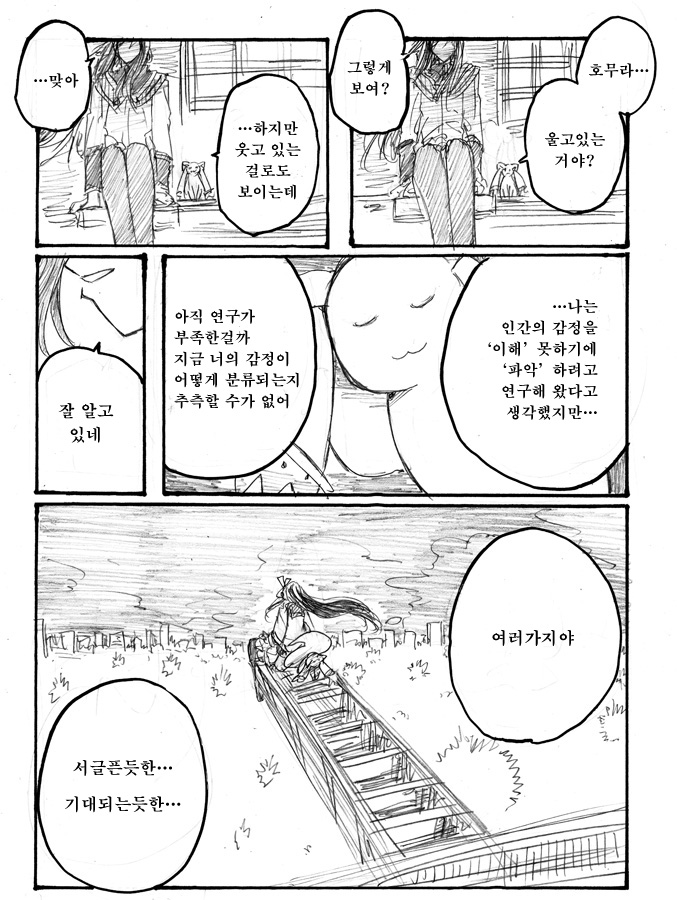 호무라…
울고있는
거야?
그렇게
보여?
…하지만
웃고 있는
걸로도
보이는데
…맞아
…나는
인간의 감정을
‘이해’ 못하기에
‘파악’ 하려고
연구해 왔다고
생각했지만…
아직 연구가
부족한걸까
지금 너의 감정이
어떻게 분류되는지
추측할 수가 없어
잘 알고
있네
여러가지야
서글픈듯한…
기대되는듯한…